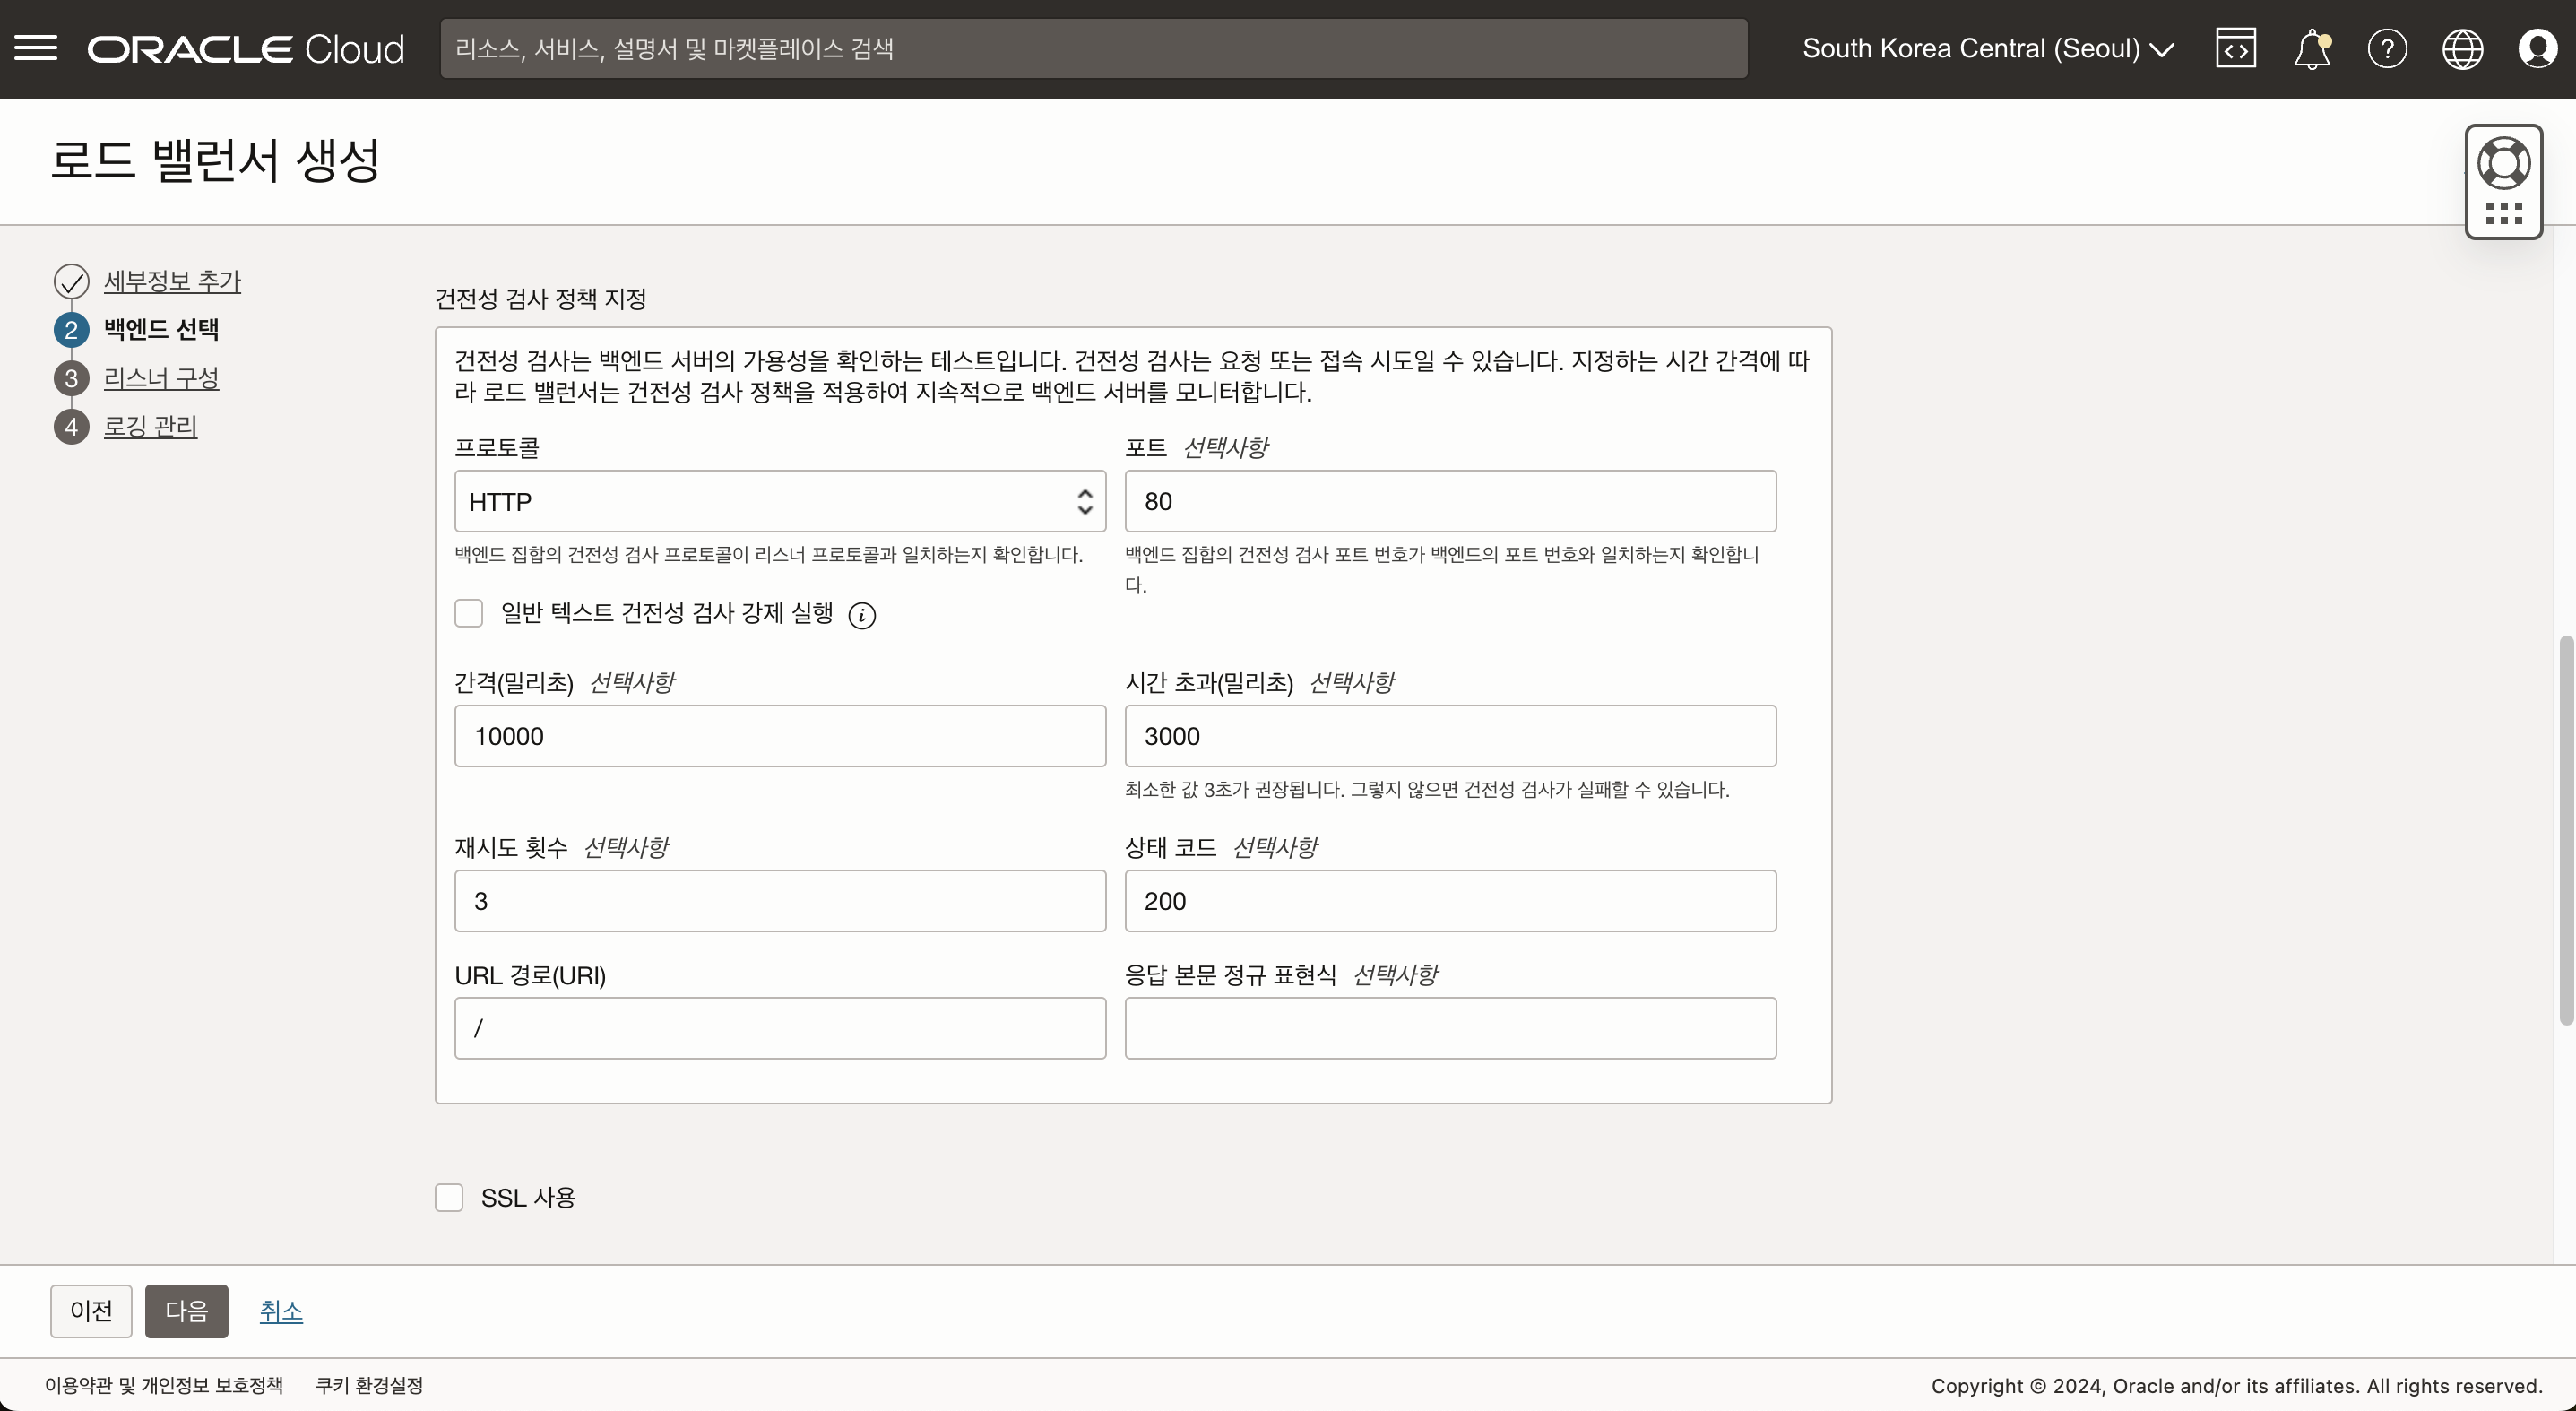 ORACLE Cloud
리소스, 서비스, 설명서 및 마켓플레이스 검색
South Korea Central (Seoul)
로드 밸런서 생성
세부정보 추가
2 백엔드 선택
3 리스너 구성
4 로깅 관리
건전성 검사 정책 지정
건전성 검사는 백엔드 서버의 가용성을 확인하는 테스트입니다. 건전성 검사는 요청 또는 접속 시도일 수 있습니다. 지정하는 시간 간격에 따
라 로드 밸런서는 건전성 검사 정책을 적용하여 지속적으로 백엔드 서버를 모니터합니다.
프로토콜
HTTP
백엔드 집합의 건전성 검사 프로토콜이 리스너 프로토콜과 일치하는지 확인합니다.
포트 선택사항
80
백엔드 집합의 건전성 검사 포트 번호가 백엔드의 포트 번호와 일치하는지 확인합니
다.
일반 텍스트 건전성 검사 강제 실행
간격(밀리초) 선택사항
10000
시간 초과(밀리초) 선택사항
3000
최소한 값 3초가 권장됩니다. 그렇지 않으면 건전성 검사가 실패할 수 있습니다.
재시도 횟수 선택사항
3
상태 코드 선택사항
200
URL 경로(URI)
/
응답 본문 정규 표현식 선택사항
SSL 사용
이전
다음
취소
이용약관 및 개인정보 보호정책
쿠키 환경설정
Copyright © 2024, Oracle and/or its affiliates. All rights reserved.